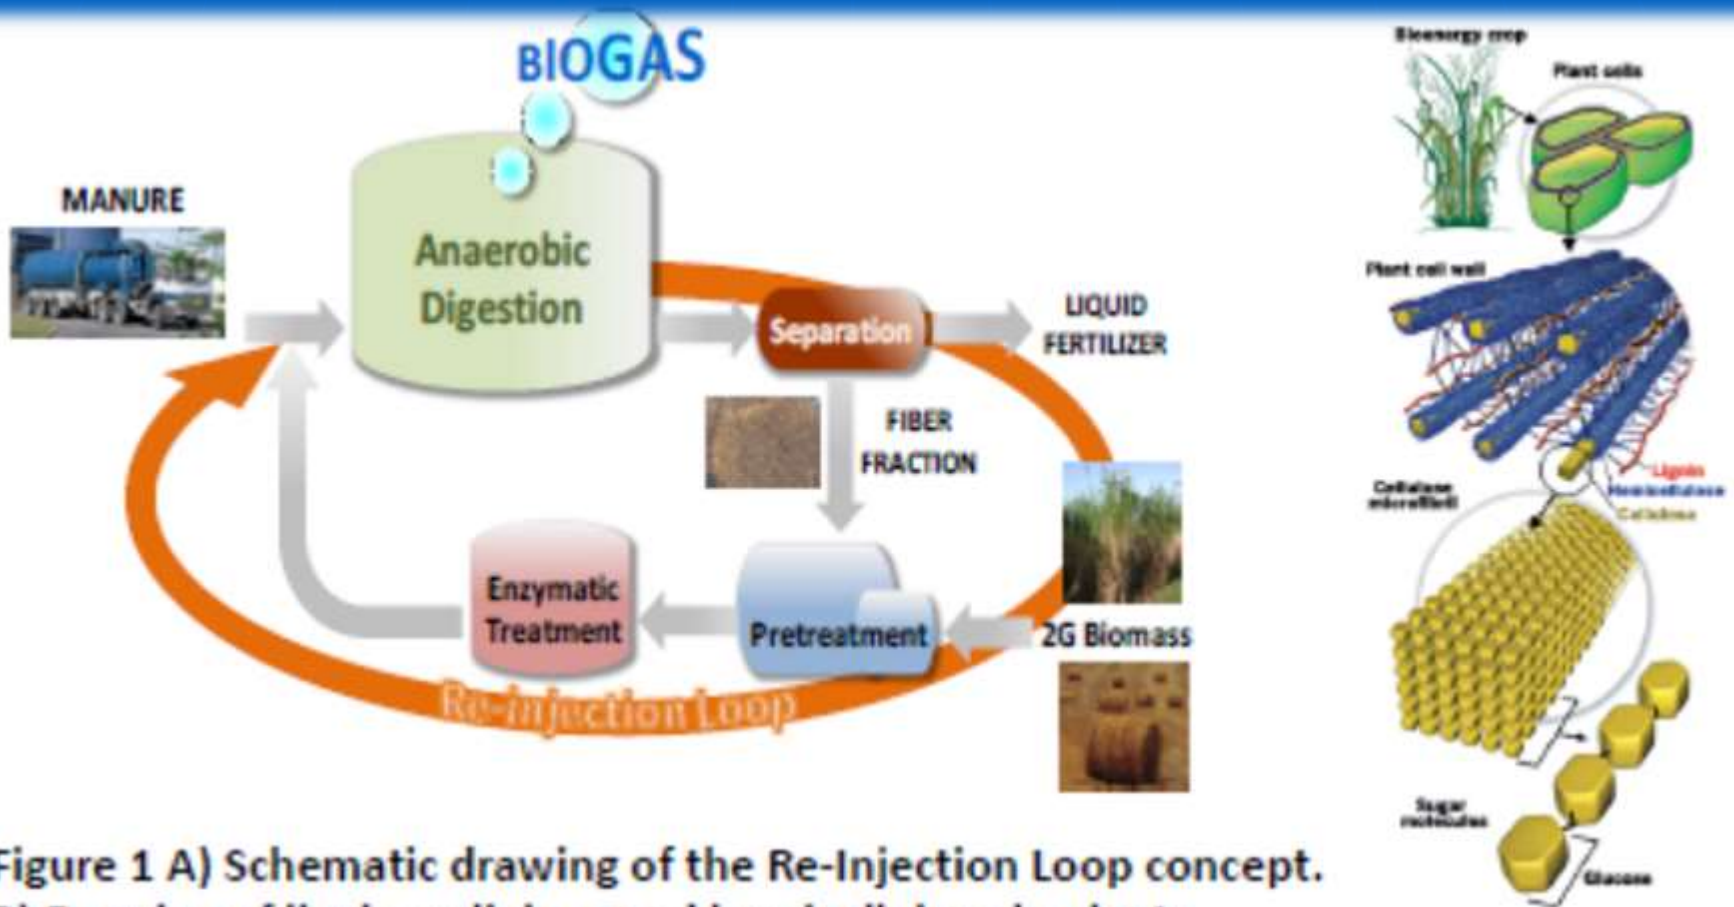 BIOGAS
MANURE
Anaerobic
Digestion
Separation
LIQUID
FERTILIZER
FIBER
FRACTION
Enzymatic
Treatment
Pretreatment
2G Biomass
Re-injection Loop
Bioenergy crop
Plant cells
Plant cell wall
Lignin
Hemicellulose
Cellulose
Cellulose
microfibril
Sugar
molecules
Glucose
Figure 1 A) Schematic drawing of the Re-Injection Loop concept.